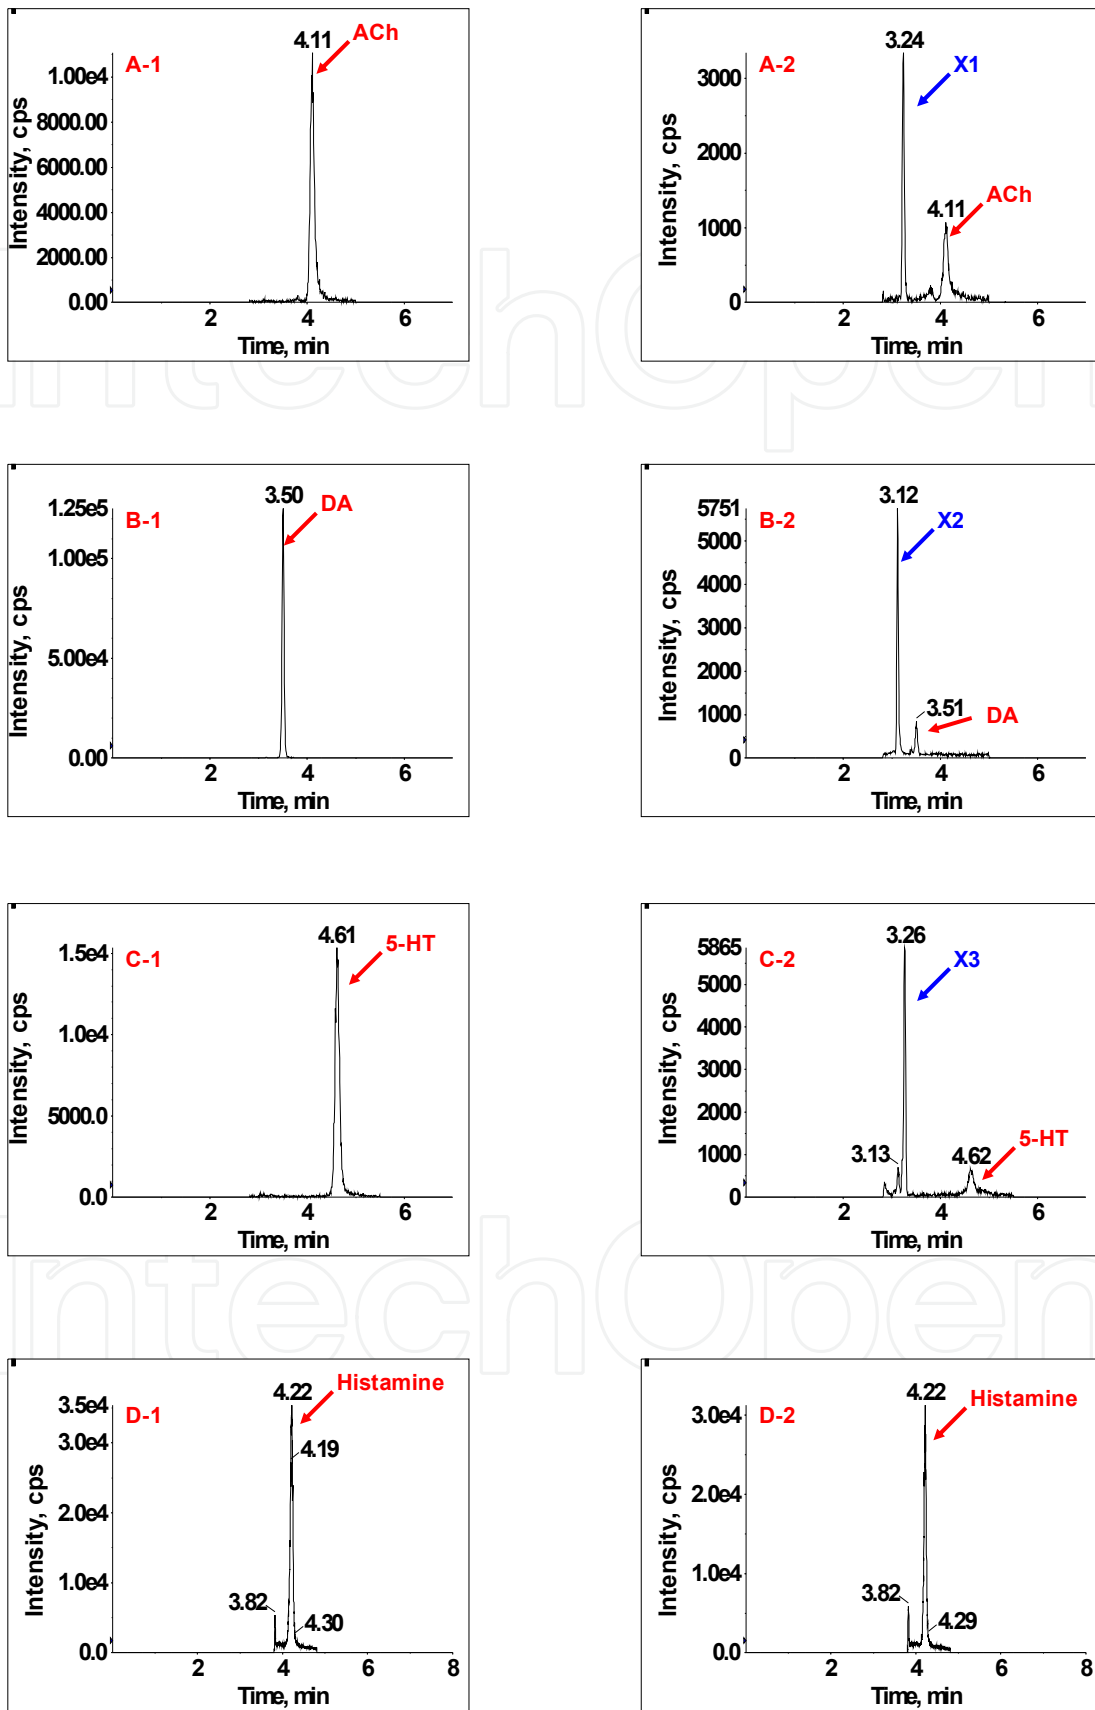 4.11
ACh
A-1
1.00e4
8000.00
6000.00
4000.00
2000.00
0.00
Intensity, cps
2 4 6
Time, min
3.24
A-2
X1
3000
2000
1000
0
4.11
ACh
Intensity, cps
2 4 6
Time, min
IntechOpen
3.50
DA
B-1
1.25e5
1.00e5
5.00e4
0.00
Intensity, cps
2 4 6
Time, min
3.12
B-2
X2
5751
5000
4000
3000
2000
1000
0
3.51
DA
Intensity, cps
2 4 6
Time, min
4.61
5-HT
C-1
1.5e4
1.0e4
5000.0
0.0
Intensity, cps
2 4 6
Time, min
3.26
C-2
X3
5865
5000
4000
3000
2000
1000
0
3.13
4.62
5-HT
Intensity, cps
2 4 6
Time, min
IntechOpen
4.22
Histamine
D-1
3.5e4
3.0e4
2.0e4
1.0e4
0.0
4.19
3.82
4.30
Intensity, cps
2 4 6 8
Time, min
4.22
Histamine
D-2
3.0e4
2.0e4
1.0e4
0.0
3.82
4.29
Intensity, cps
2 4 6 8
Time, min